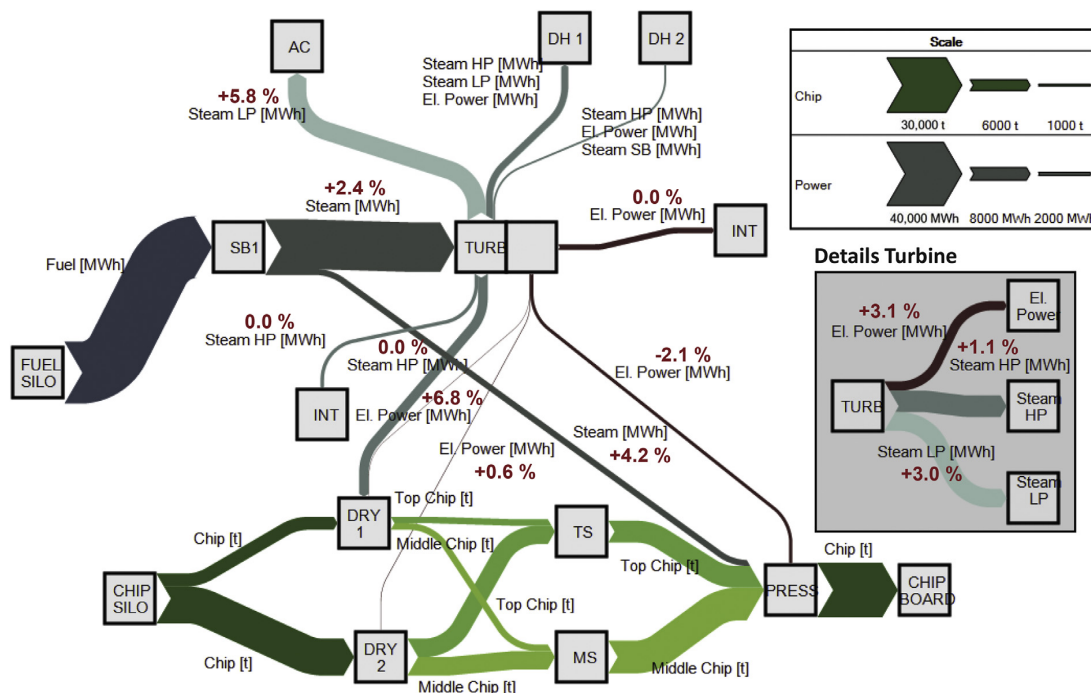 AC
DH 1
DH 2
Scale
Steam HP [MWh]
Steam LP [MWh]
El. Power [MWh]
+5.8 %
Steam LP [MWh]
Steam HP [MWh]
El. Power [MWh]
Steam SB [MWh]
Chip
30,000 t
6000 t
1000 t
Power
40,000 MWh
8000 MWh
2000 MWh
+2.4 %
Steam [MWh]
0.0 %
El. Power [MWh]
INT
Fuel [MWh]
SB1
TURB
Details Turbine
0.0 %
Steam HP [MWh]
0.0 %
Steam HP [MWh]
-2.1 %
El. Power [MWh]
+3.1 %
El. Power [MWh]
El.
Power
+1.1 %
Steam HP [MWh]
FUEL
SILO
INT
+6.8 %
El. Power [MWh]
TURB
Steam
HP
El. Power [MWh]
+0.6 %
Steam [MWh]
+4.2 %
Steam LP [MWh]
+3.0 %
Steam
LP
Top Chip [t]
DRY
1
Middle Chip [t]
TS
Chip [t]
Top Chip [t]
Chip [t]
CHIP
SILO
Top Chip [t]
PRESS
CHIP
BOARD
DRY
2
MS
Chip [t]
Middle Chip [t]
Middle Chip [t]